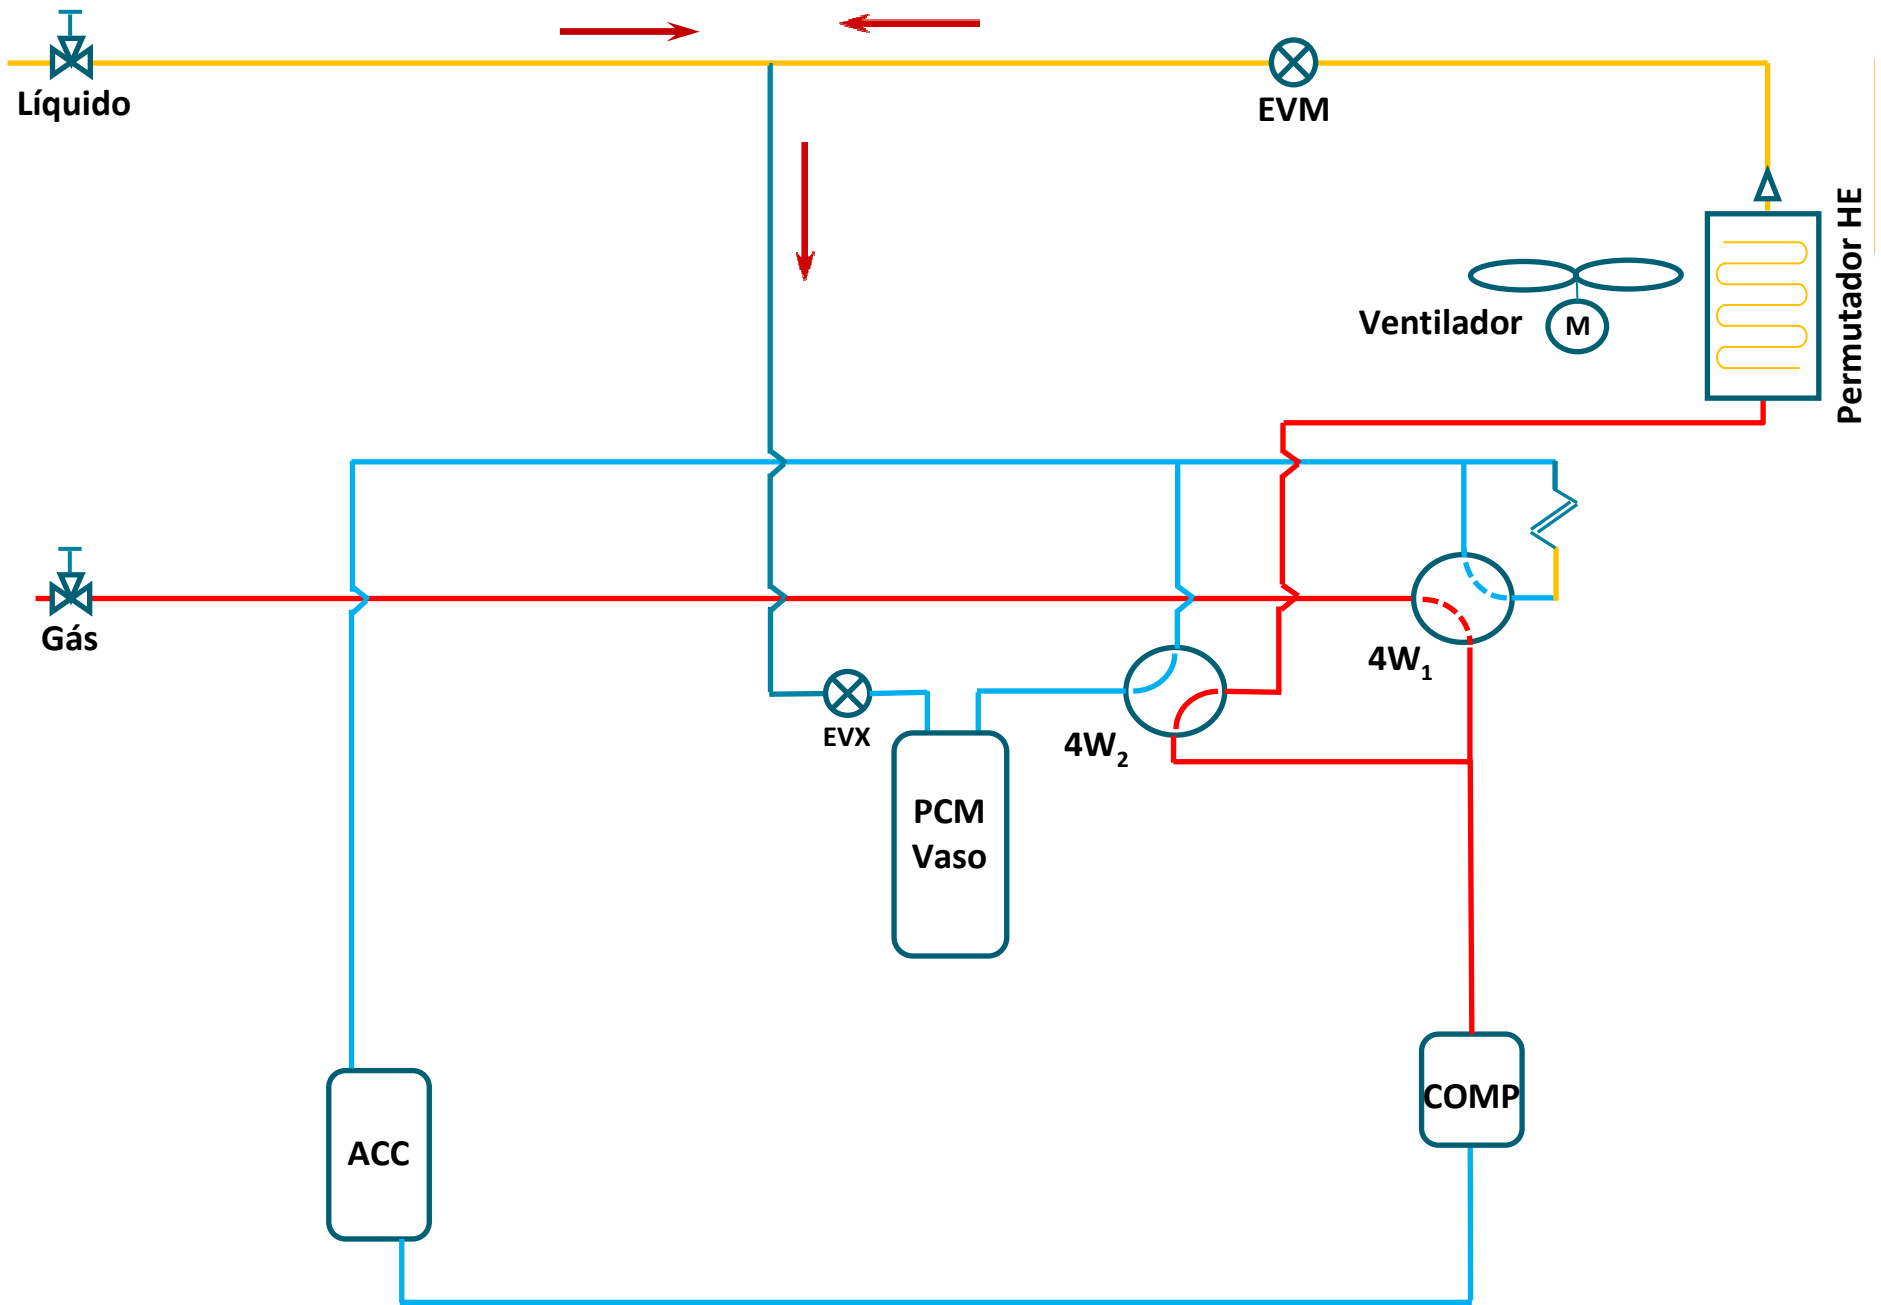 Líquido
EVM
Permutador HE
Ventilador
M
Gás
4W1
EVX
4W2
PCM
Vaso
COMP
ACC